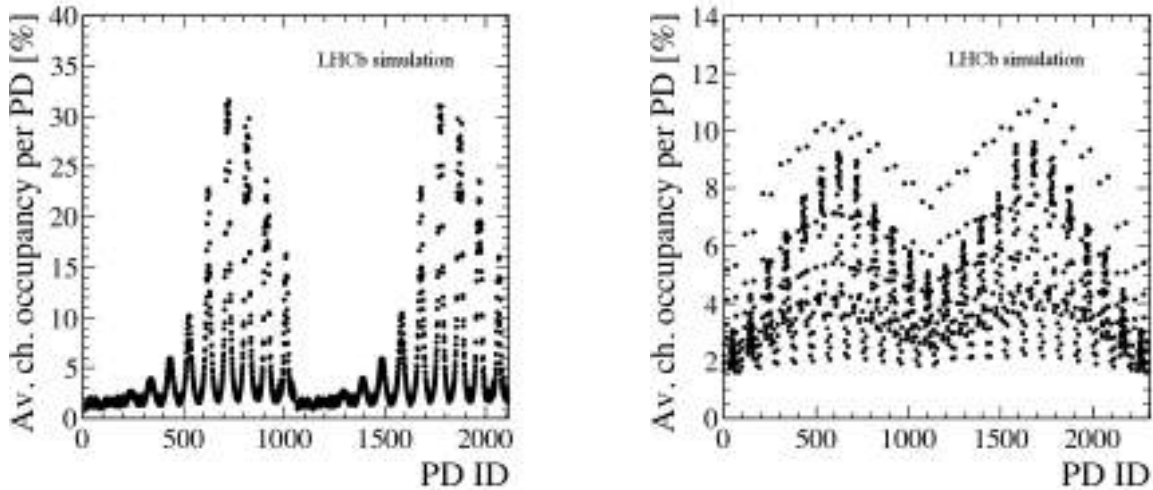 Av. ch. occupancy per PD [%]
40
35
30
25
20
15
10
5
0
LHCb simulation
0 500 1000 1500 2000
PD ID
Av. ch. occupancy per PD [%]
14
12
10
8
6
4
2
0
LHCb simulation
0 500 1000 1500 2000
PD ID